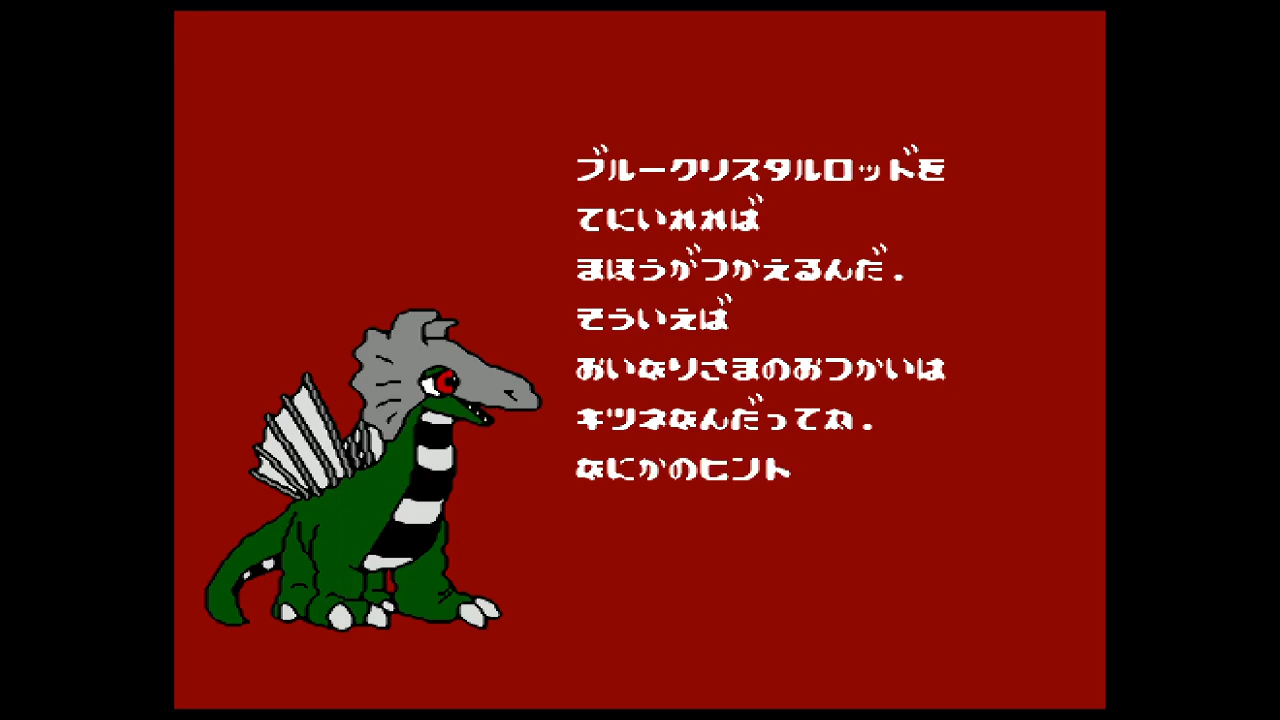 ブルークリスタルロッドを
てにいれれば
まほうがつかえるんだ.
そういえば
おいなりさまのおつかいは
キツネなんだってね.
なにかのヒント